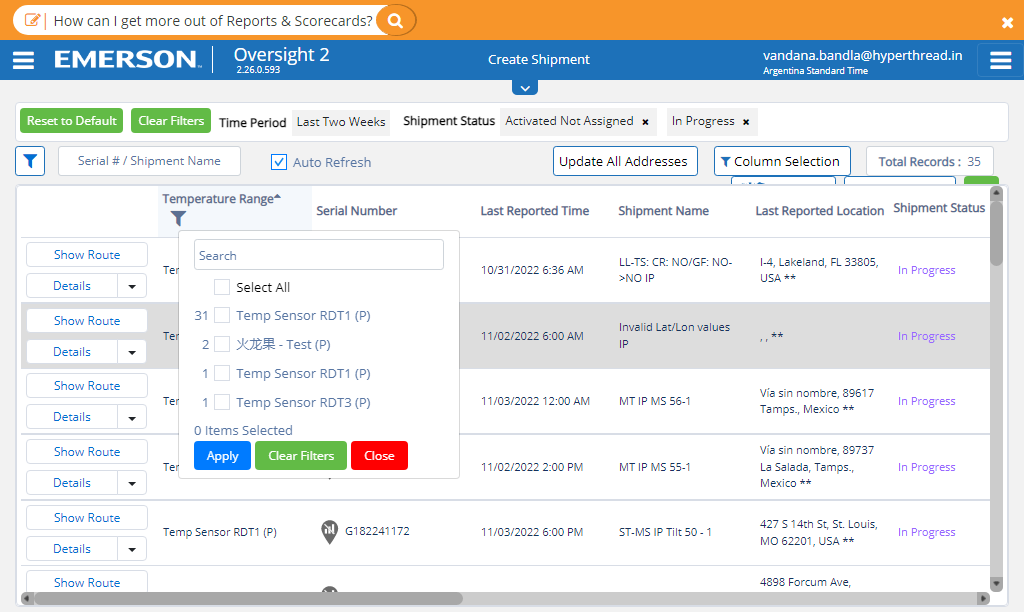 How can I get more out of Reports & Scorecards?
EMERSON
Oversight 2
2.26.0.593
Create Shipment
vandana.bandla@hyperthread.in
Argentina Standard Time
Reset to Default
Clear Filters
Time Period
Last Two Weeks
Shipment Status
Activated Not Assigned ×
In Progress ×
Serial # / Shipment Name
Auto Refresh
Update All Addresses
Column Selection
Total Records : 35
Temperature Range
Serial Number
Last Reported Time
Shipment Name
Last Reported Location
Shipment Status
Search
Select All
31 Temp Sensor RDT1 (P)
2 火龙果 - Test (P)
1 Temp Sensor RDT1 (P)
1 Temp Sensor RDT3 (P)
0 Items Selected
Apply
Clear Filters
Close
Show Route
Details
Ter
10/31/2022 6:36 AM
LL-TS: CR: NO/GF: NO-
>NO IP
I-4, Lakeland, FL 33805,
USA **
In Progress
Show Route
Details
Ter
11/02/2022 6:00 AM
Invalid Lat/Lon values
IP
, , **
In Progress
Show Route
Details
Ter
11/03/2022 12:00 AM
MT IP MS 56-1
Vía sin nombre, 89617
Tamps., Mexico **
In Progress
Show Route
Details
Ter
11/02/2022 2:00 PM
MT IP MS 55-1
Vía sin nombre, 89737
La Salada, Tamps.,
Mexico **
In Progress
Show Route
Details
Temp Sensor RDT1 (P)
G182241172
11/03/2022 6:00 PM
ST-MS IP Tilt 50 - 1
427 S 14th St, St. Louis,
MO 62201, USA **
In Progress
Show Route
4898 Forcum Ave,